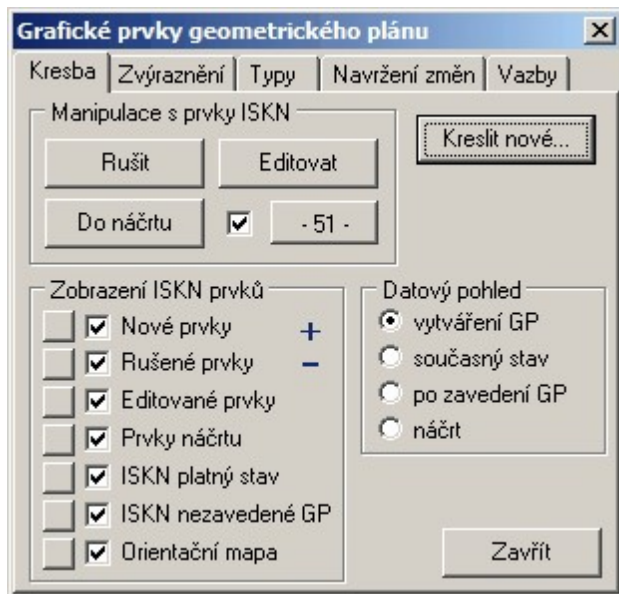 Grafické prvky geometrického plánu
Kresba Zvýraznění Typy Navržení změn Vazby
Manipulace s prvky ISKN
Kreslit nové...
Rušit Editovat
Do náčrtu - 51 -
Zobrazení ISKN prvků
Nové prvky +
Rušené prvky −
Editované prvky
Prvky náčrtu
ISKN platný stav
ISKN nezavedené GP
Orientační mapa
Datový pohled
vytváření GP
současný stav
po zavedení GP
náčrt
Zavřít